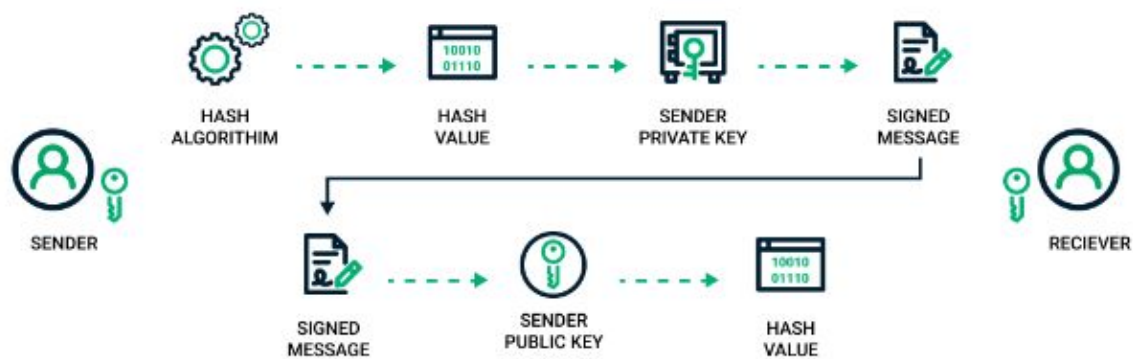 10010
01110
10010
01110
HASH
ALGORITHIM
HASH
VALUE
SENDER
PRIVATE KEY
SIGNED
MESSAGE
SENDER
RECIEVER
SIGNED
MESSAGE
SENDER
PUBLIC KEY
HASH
VALUE